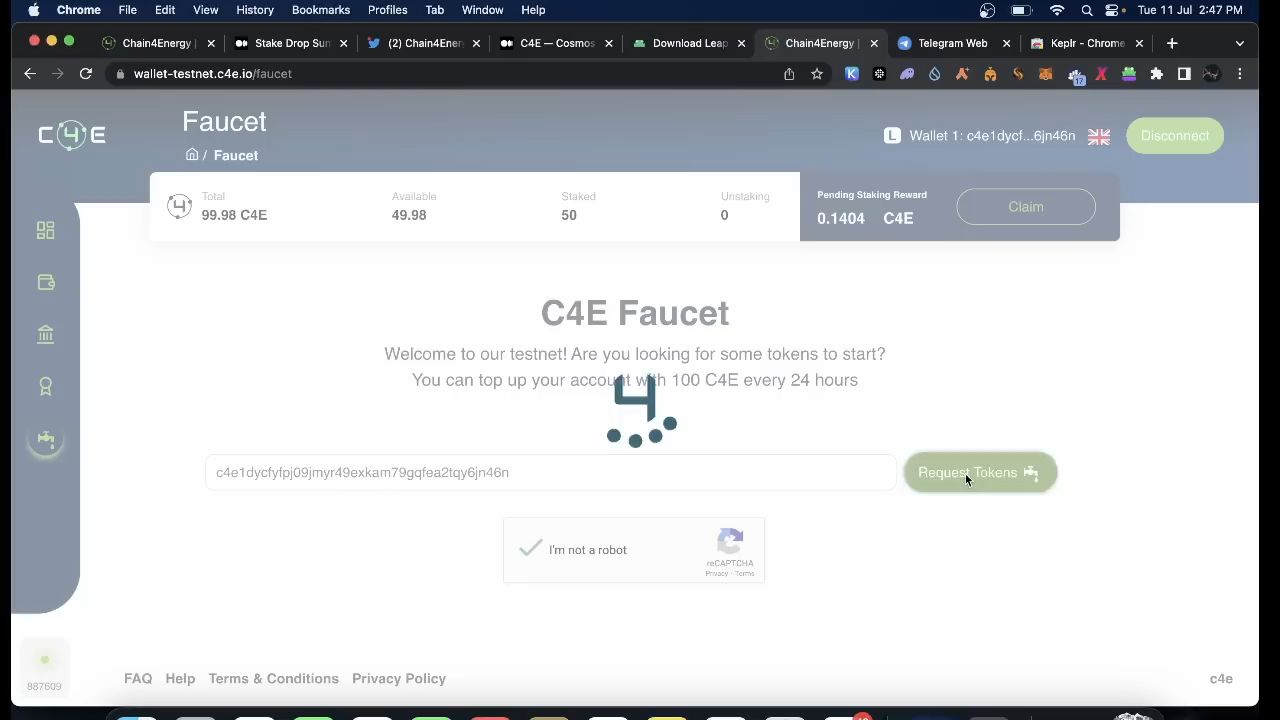 Chrome File Edit View History Bookmarks Profiles Tab Window Help Tue 11 Jul 2:47 PM
Chain4Energy | Stake Drop Sun (2) Chain4Ener C4E — Cosmos Download Leap Chain4Energy | Telegram Web Keplr - Chrome
wallet-testnet.c4e.io/faucet
17
C4E
Faucet
/ Faucet
L Wallet 1: c4e1dycf...6jn46n
Disconnect
Total Available Staked Unstaking
99.98 C4E 49.98 50 0
Pending Staking Reward
0.1404 C4E
Claim
C4E Faucet
Welcome to our testnet! Are you looking for some tokens to start?
You can top up your account with 100 C4E every 24 hours
c4e1dycfyfpj09jmyr49exkam79gqfea2tqy6jn46n
Request Tokens
I'm not a robot
reCAPTCHA
Privacy - Terms
887609
FAQ Help Terms & Conditions Privacy Policy
c4e